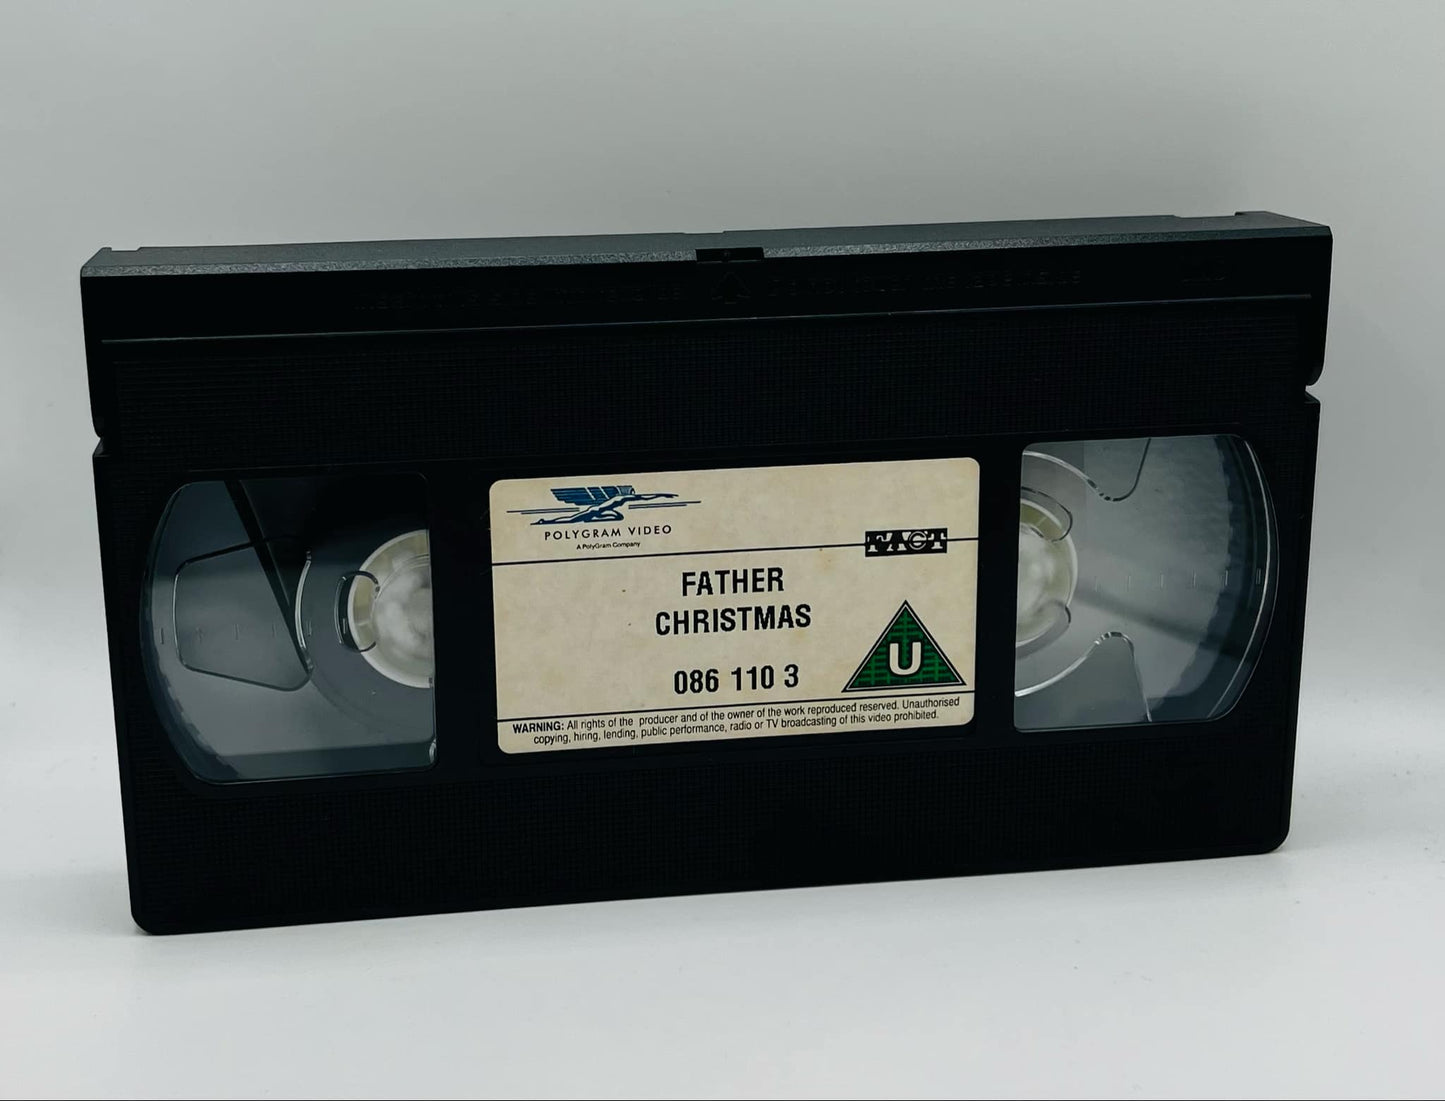 POLYGRAM VIDEO
A PolyGram Company
FACT
FATHER
CHRISTMAS
U
086 110 3
WARNING: All rights of the producer and of the owner of the work reproduced reserved. Unauthorised
copying, hiring, lending, public performance, radio or TV broadcasting of this video prohibited.